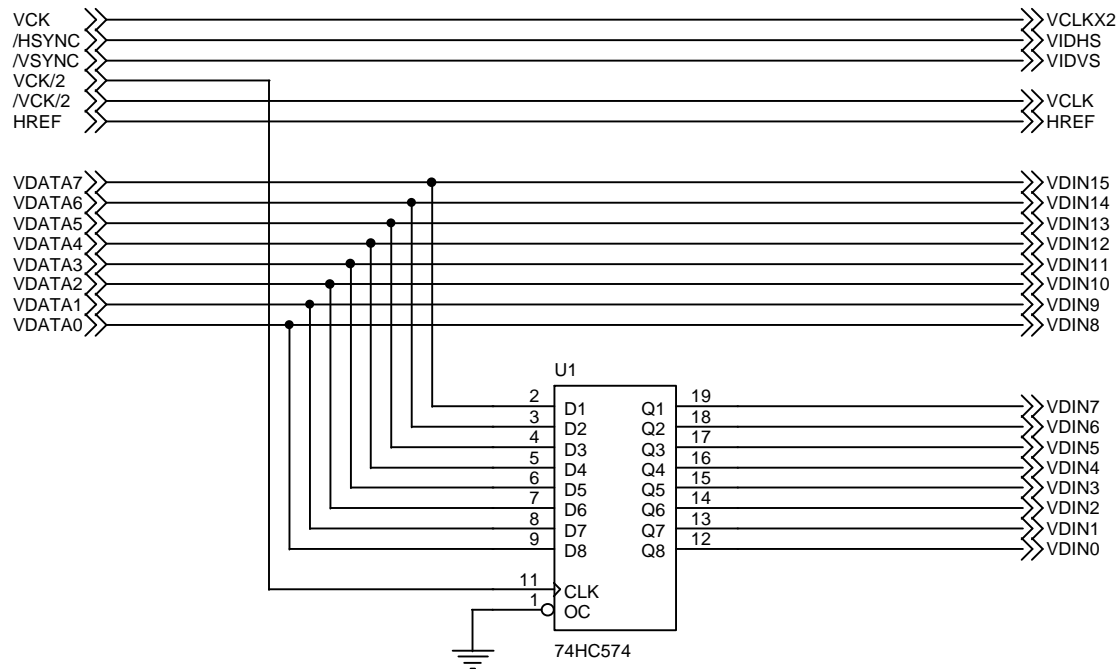 VCK VCLKX2
/HSYNC VIDHS
/VSYNC VIDVS
VCK/2
/VCK/2 VCLK
HREF HREF
VDATA7 VDIN15
VDATA6 VDIN14
VDATA5 VDIN13
VDATA4 VDIN12
VDATA3 VDIN11
VDATA2 VDIN10
VDATA1 VDIN9
VDATA0 VDIN8
U1
2 D1 Q1 19 VDIN7
3 D2 Q2 18 VDIN6
4 D3 Q3 17 VDIN5
5 D4 Q4 16 VDIN4
6 D5 Q5 15 VDIN3
7 D6 Q6 14 VDIN2
8 D7 Q7 13 VDIN1
9 D8 Q8 12 VDIN0
11 CLK
1 OC
74HC574